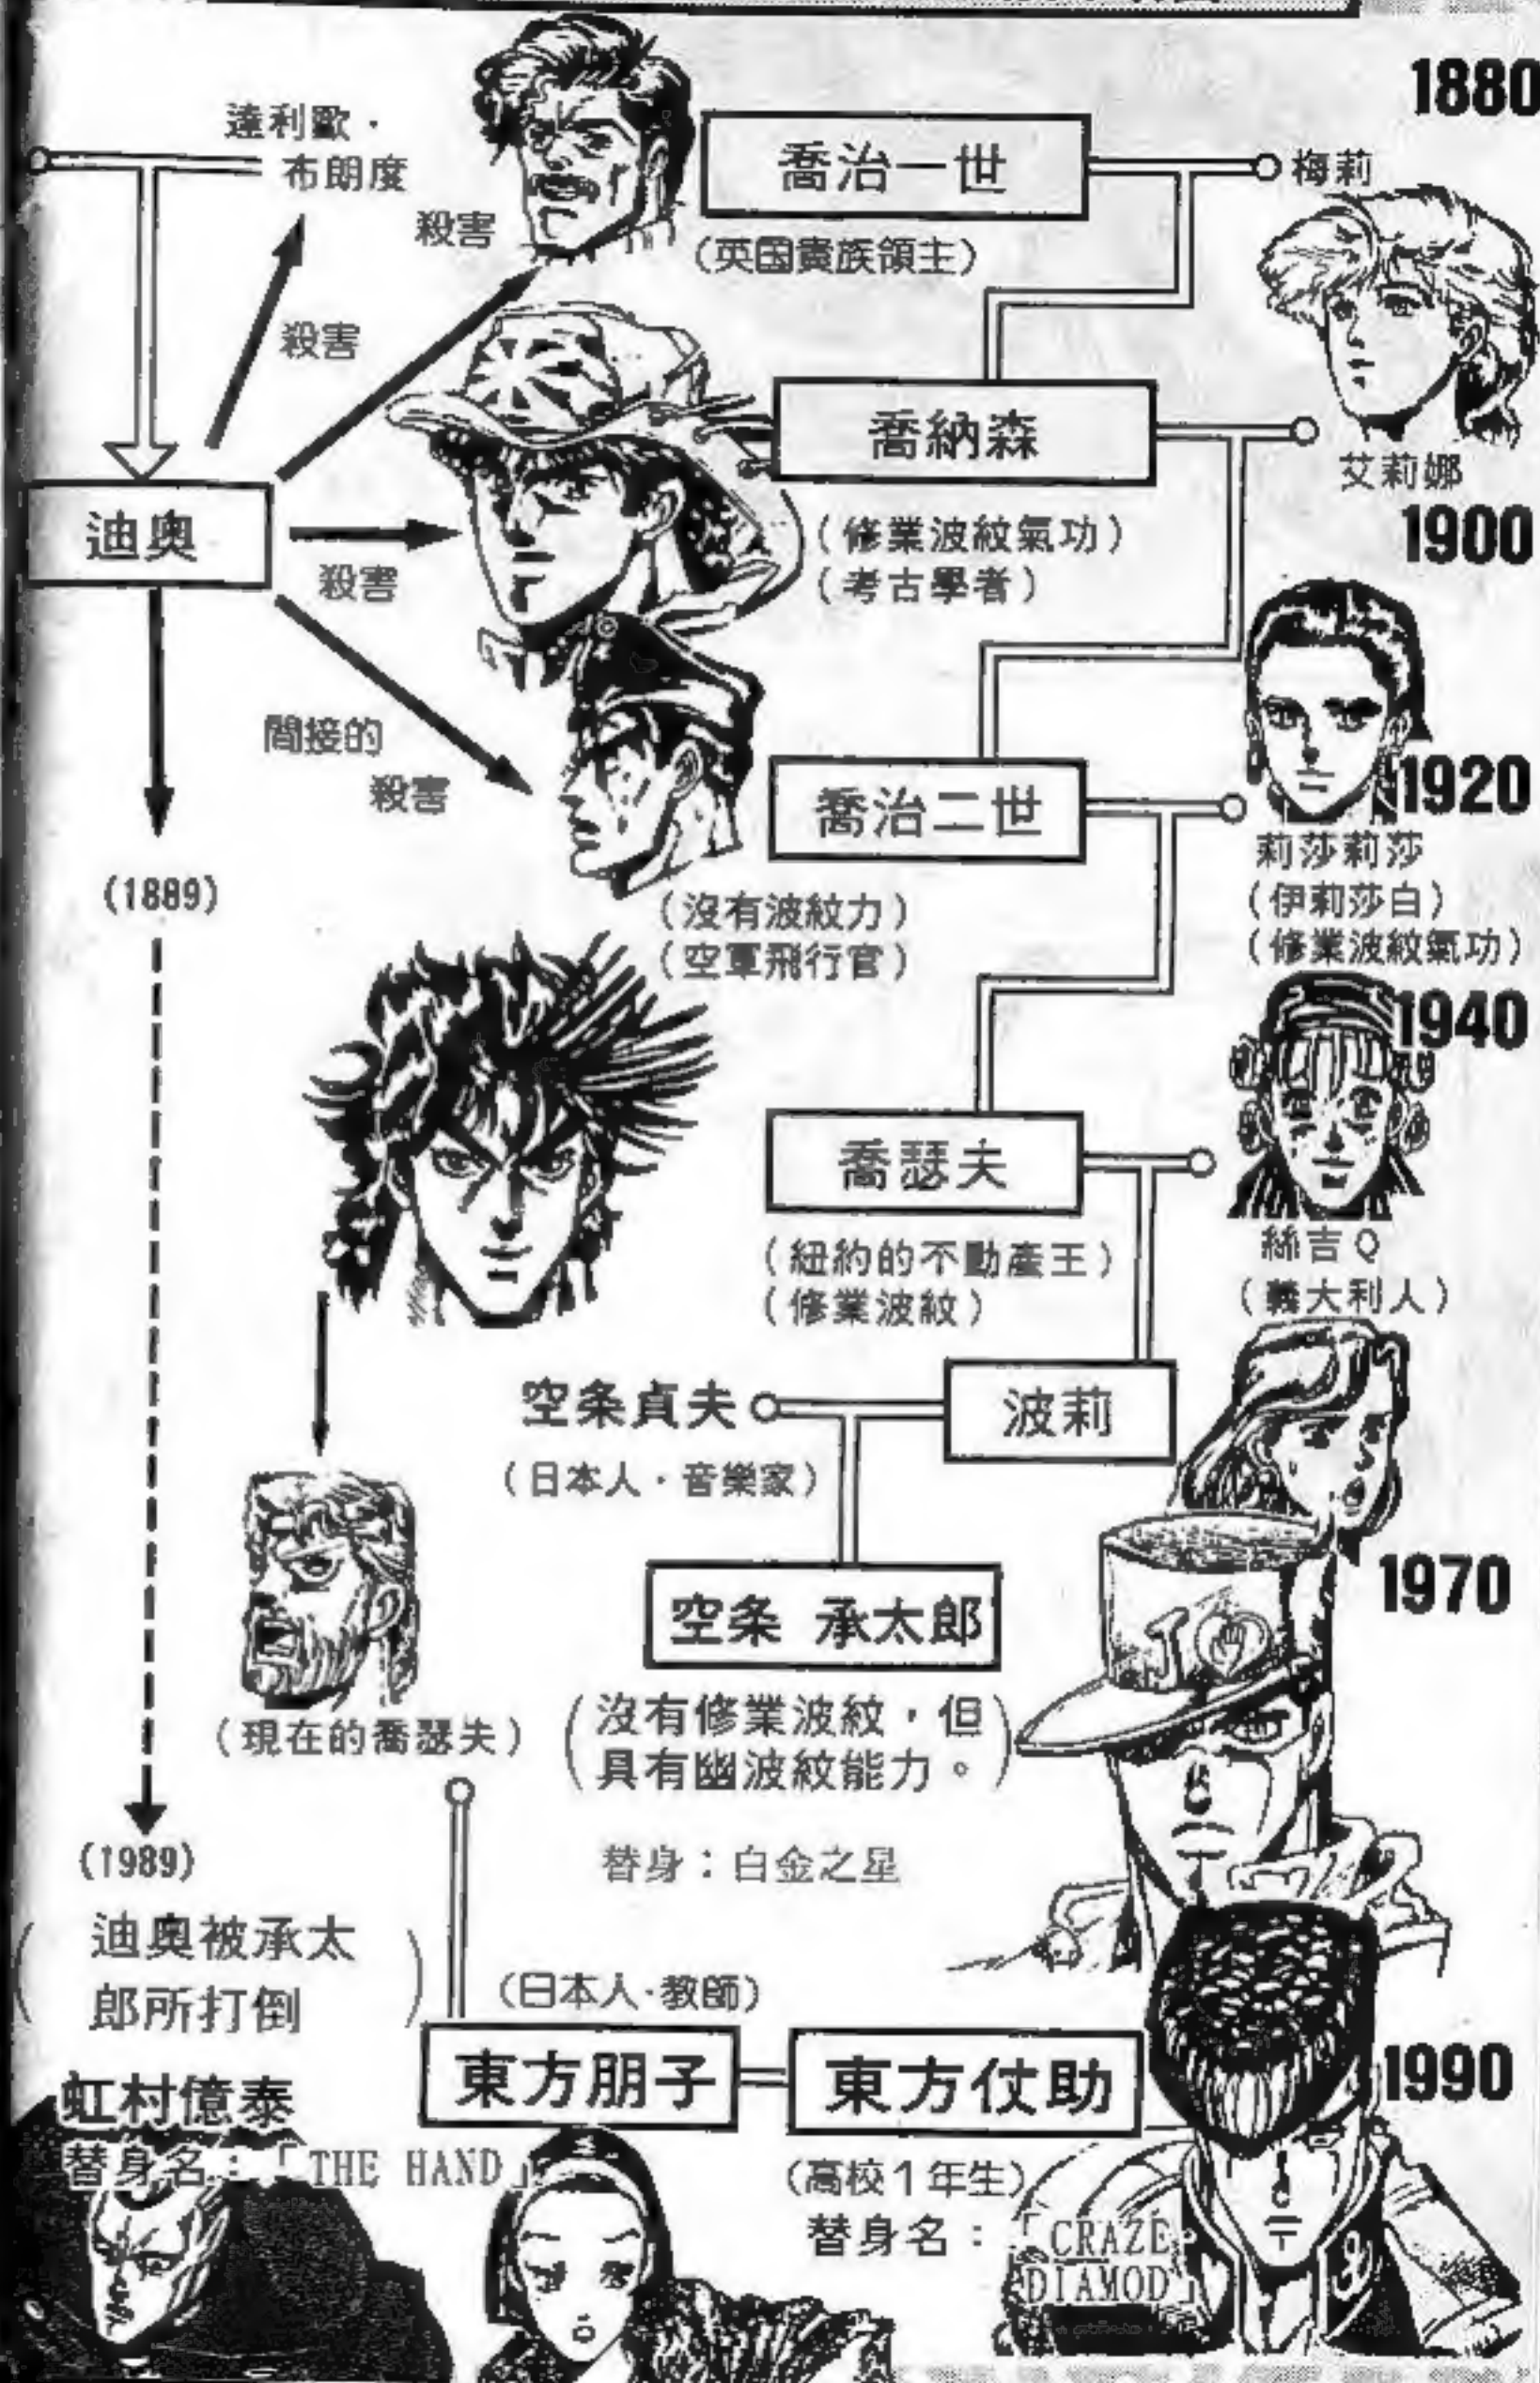 1880
達利歐·
布朗度
喬治一世
梅莉
殺害
(英国貴族領主)
殺害
喬納森
艾莉娜
1900
迪奥
殺害
(修業波紋氣功)
(考古學者)
間接的
殺害
喬治二世
1920
莉莎莉莎
(伊莉莎白)
(修業波紋氣功)
(1889)
(沒有波紋力)
(空軍飛行官)
1940
喬瑟夫
絲吉Q
(義大利人)
(紐約的不動產王)
(修業波紋)
空条貞夫
波莉
(日本人·音樂家)
1970
空条 承太郎
(現在的喬瑟夫)
(沒有修業波紋,但
具有幽波紋能力。)
替身:白金之星
(1989)
(迪奥被承太
郎所打倒)
(日本人·教師)
東方朋子
東方仗助
1990
虹村億泰
替身名:「THE HAND」
(高校1年生)
替身名:「CRAZE·
DIAMOD」
J